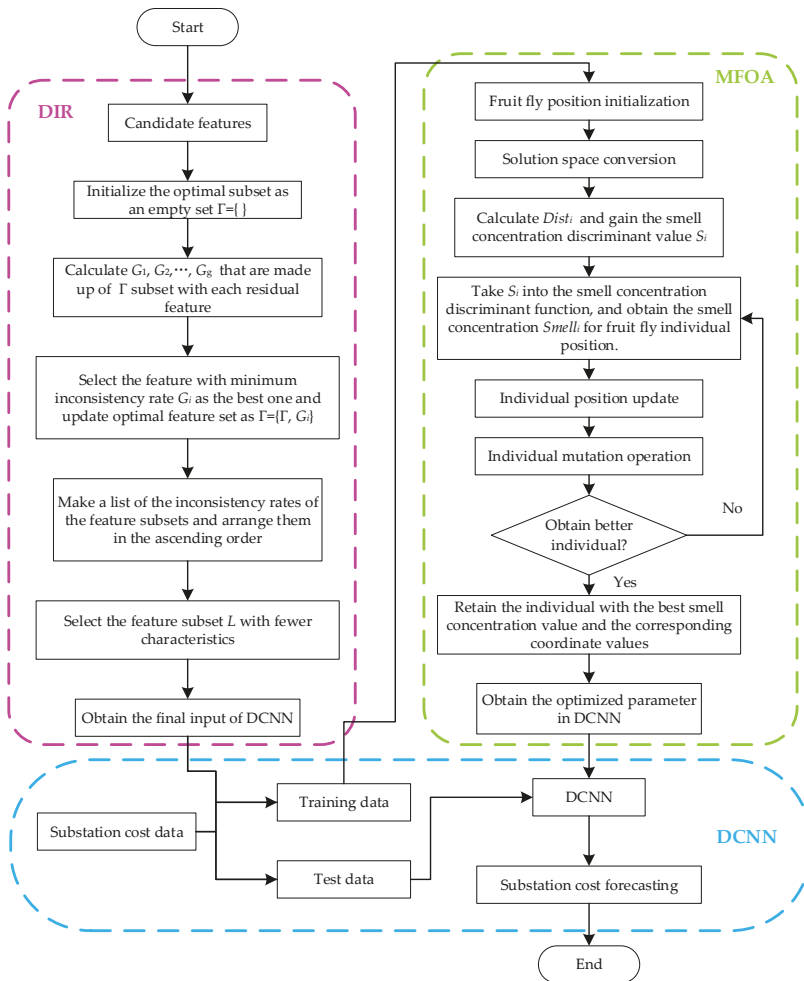 Start
DIR
Candidate features
Initialize the optimal subset as
an empty set Γ={ }
Calculate G1, G2,⋯, Gg that are made
up of Γ subset with each residual
feature
Select the feature with minimum
inconsistency rate Gi as the best one and
update optimal feature set as Γ={Γ, Gi}
Make a list of the inconsistency rates of
the feature subsets and arrange them
in the ascending order
Select the feature subset L with fewer
characteristics
Obtain the final input of DCNN
MFOA
Fruit fly position initialization
Solution space conversion
Calculate Disti and gain the smell
concentration discriminant value Si
Take Si into the smell concentration
discriminant function, and obtain the smell
concentration Smelli for fruit fly individual
position.
Individual position update
Individual mutation operation
Obtain better
individual?
No
Yes
Retain the individual with the best smell
concentration value and the corresponding
coordinate values
Obtain the optimized parameter
in DCNN
Substation cost data
Training data
Test data
DCNN
DCNN
Substation cost forecasting
End